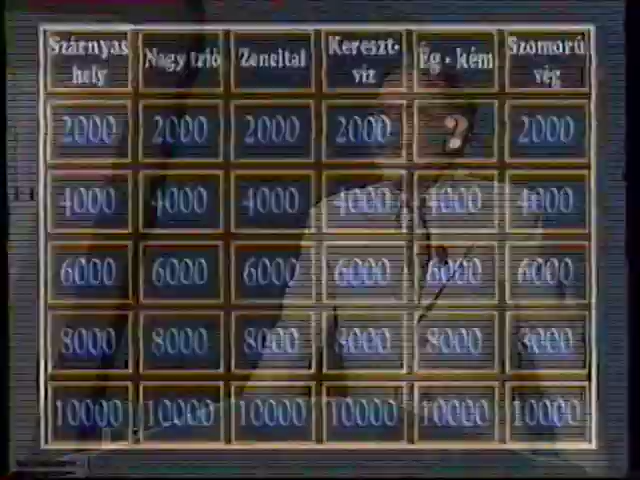 Szárnyas hely
Nagy trió
Zeneital
Kereszt-
víz
Ég - kém
Szomorú
vég
2000 2000 2000 2000 ? 2000
4000 4000 4000 4000 4000 4000
6000 6000 6000 6000 6000 6000
8000 8000 8000 8000 8000 8000
10000 10000 10000 10000 10000 10000